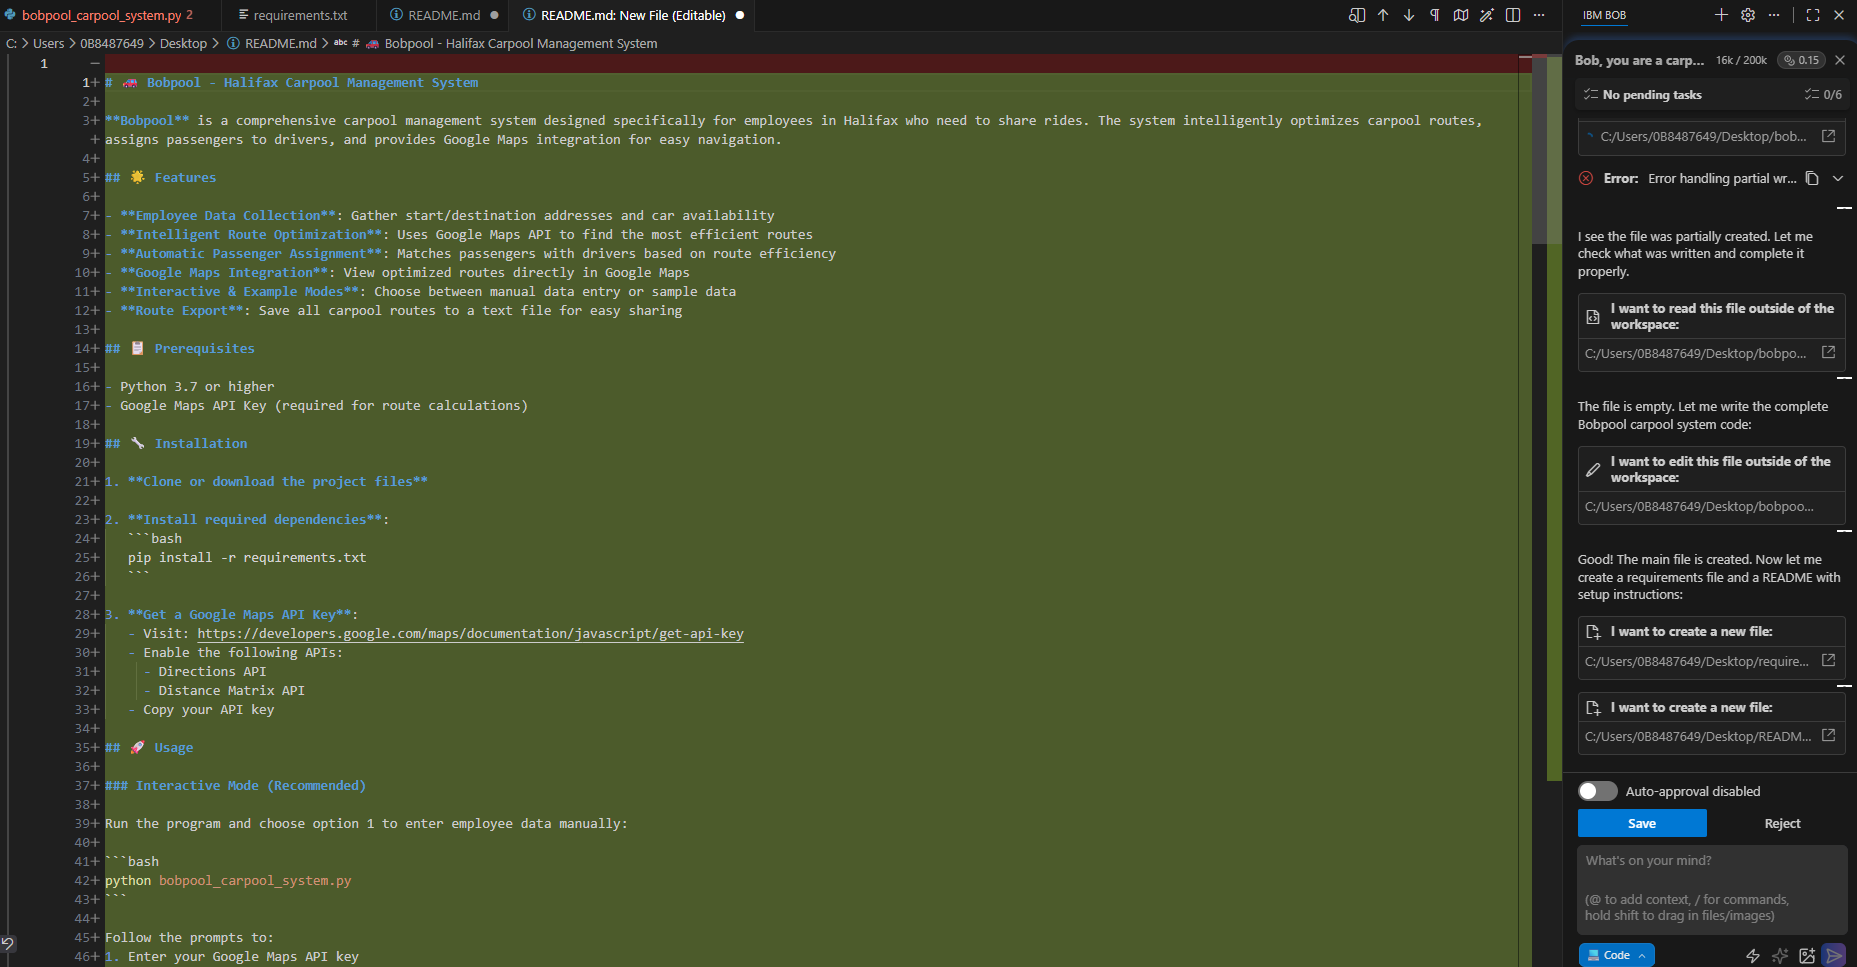 bobpool_carpool_system.py 2
requirements.txt
README.md
README.md: New File (Editable)
C: > Users > 0B8487649 > Desktop > README.md > abc # 🚗 Bobpool - Halifax Carpool Management System
1
1+ # 🚗 Bobpool - Halifax Carpool Management System
2+
3+ **Bobpool** is a comprehensive carpool management system designed specifically for employees in Halifax who need to share rides. The system intelligently optimizes carpool routes,
+ assigns passengers to drivers, and provides Google Maps integration for easy navigation.
4+
5+ ## 🌟 Features
6+
7+ - **Employee Data Collection**: Gather start/destination addresses and car availability
8+ - **Intelligent Route Optimization**: Uses Google Maps API to find the most efficient routes
9+ - **Automatic Passenger Assignment**: Matches passengers with drivers based on route efficiency
10+ - **Google Maps Integration**: View optimized routes directly in Google Maps
11+ - **Interactive & Example Modes**: Choose between manual data entry or sample data
12+ - **Route Export**: Save all carpool routes to a text file for easy sharing
13+
14+ ## 📋 Prerequisites
15+
16+ - Python 3.7 or higher
17+ - Google Maps API Key (required for route calculations)
18+
19+ ## 🔧 Installation
20+
21+ 1. **Clone or download the project files**
22+
23+ 2. **Install required dependencies**:
24+ ```bash
25+ pip install -r requirements.txt
26+ ```
27+
28+ 3. **Get a Google Maps API Key**:
29+ - Visit: https://developers.google.com/maps/documentation/javascript/get-api-key
30+ - Enable the following APIs:
31+ - Directions API
32+ - Distance Matrix API
33+ - Copy your API key
34+
35+ ## 🚀 Usage
36+
37+ ### Interactive Mode (Recommended)
38+
39+ Run the program and choose option 1 to enter employee data manually:
40+
41+ ```bash
42+ python bobpool_carpool_system.py
43+ ```
44+
45+ Follow the prompts to:
46+ 1. Enter your Google Maps API key
IBM BOB
Bob, you are a carp... 16k / 200k 0.15
No pending tasks 0/6
C:/Users/0B8487649/Desktop/bob...
Error: Error handling partial wr...
I see the file was partially created. Let me
check what was written and complete it
properly.
I want to read this file outside of the
workspace:
C:/Users/0B8487649/Desktop/bobpo...
The file is empty. Let me write the complete
Bobpool carpool system code:
I want to edit this file outside of the
workspace:
C:/Users/0B8487649/Desktop/bobpoo...
Good! The main file is created. Now let me
create a requirements file and a README with
setup instructions:
I want to create a new file:
C:/Users/0B8487649/Desktop/require...
I want to create a new file:
C:/Users/0B8487649/Desktop/READM...
Auto-approval disabled
Save
Reject
What's on your mind?
(@ to add context, / for commands,
hold shift to drag in files/images)
Code